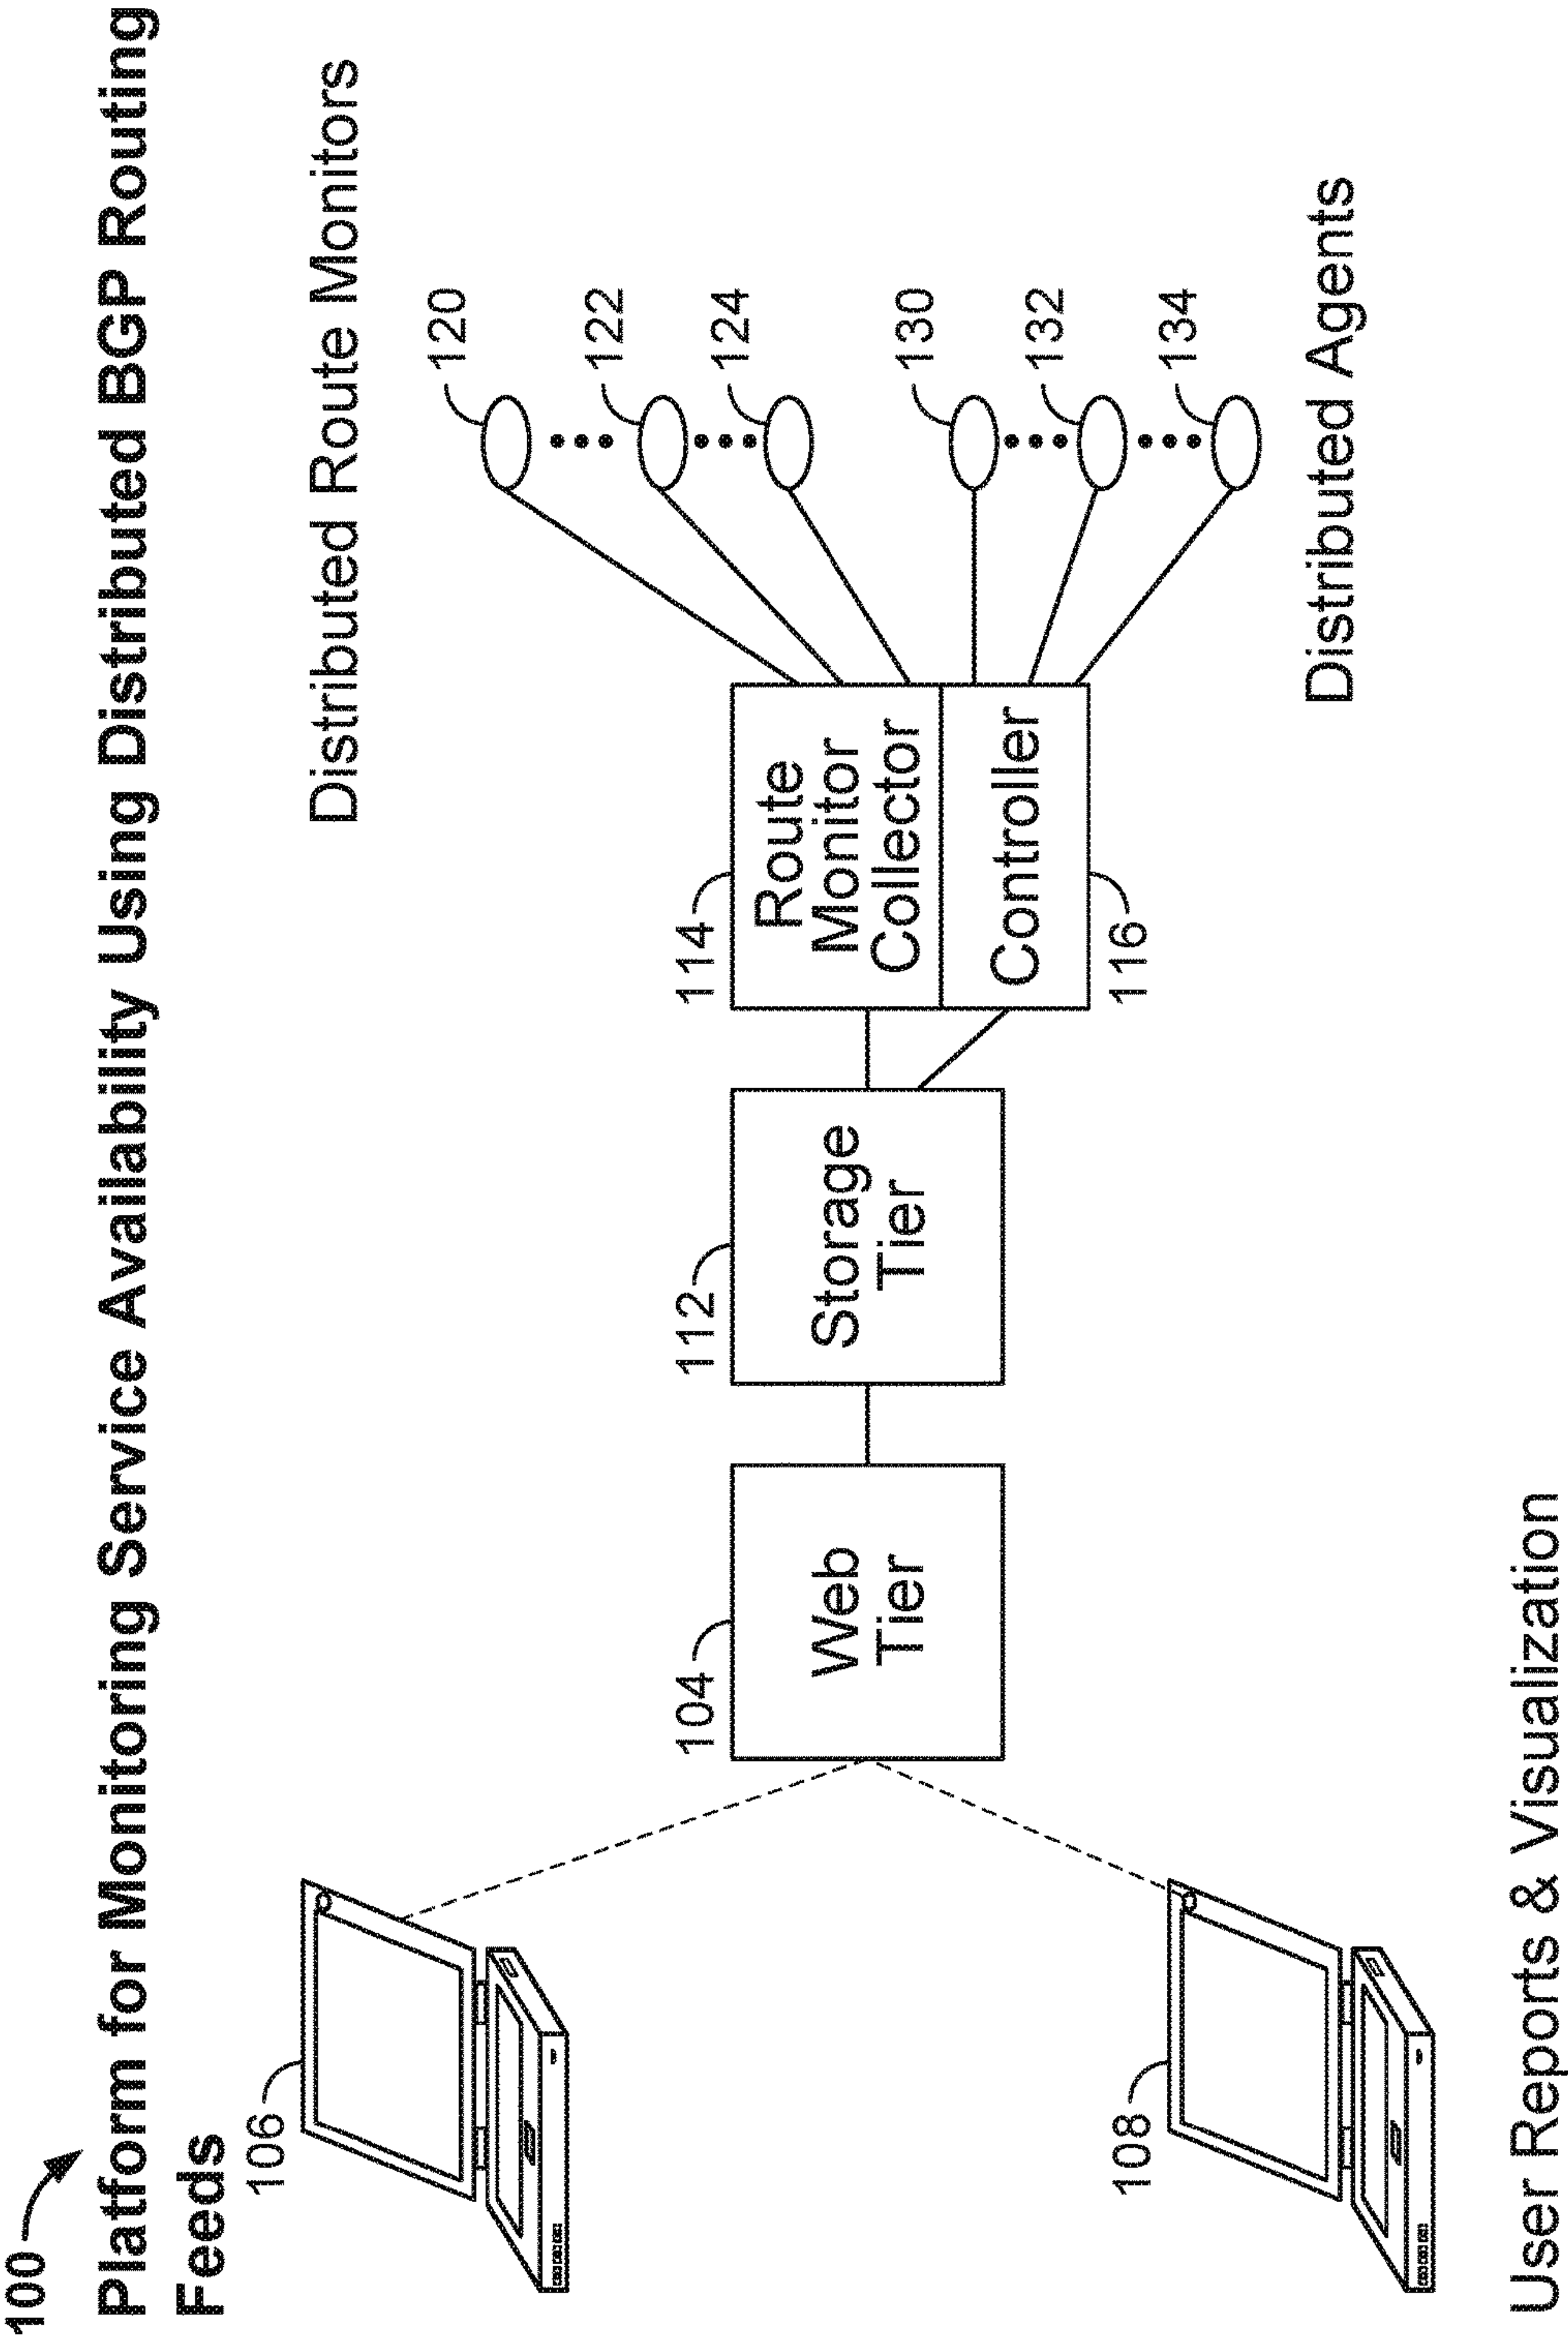 100
Platform for Monitoring Service Availability Using Distributed BGP Routing
Feeds
Distributed Route Monitors
106
120
122
124
114
Route
Monitor
Collector
112
Storage
Tier
104
Web
Tier
130
Controller
132
116
134
108
Distributed Agents
User Reports & Visualization